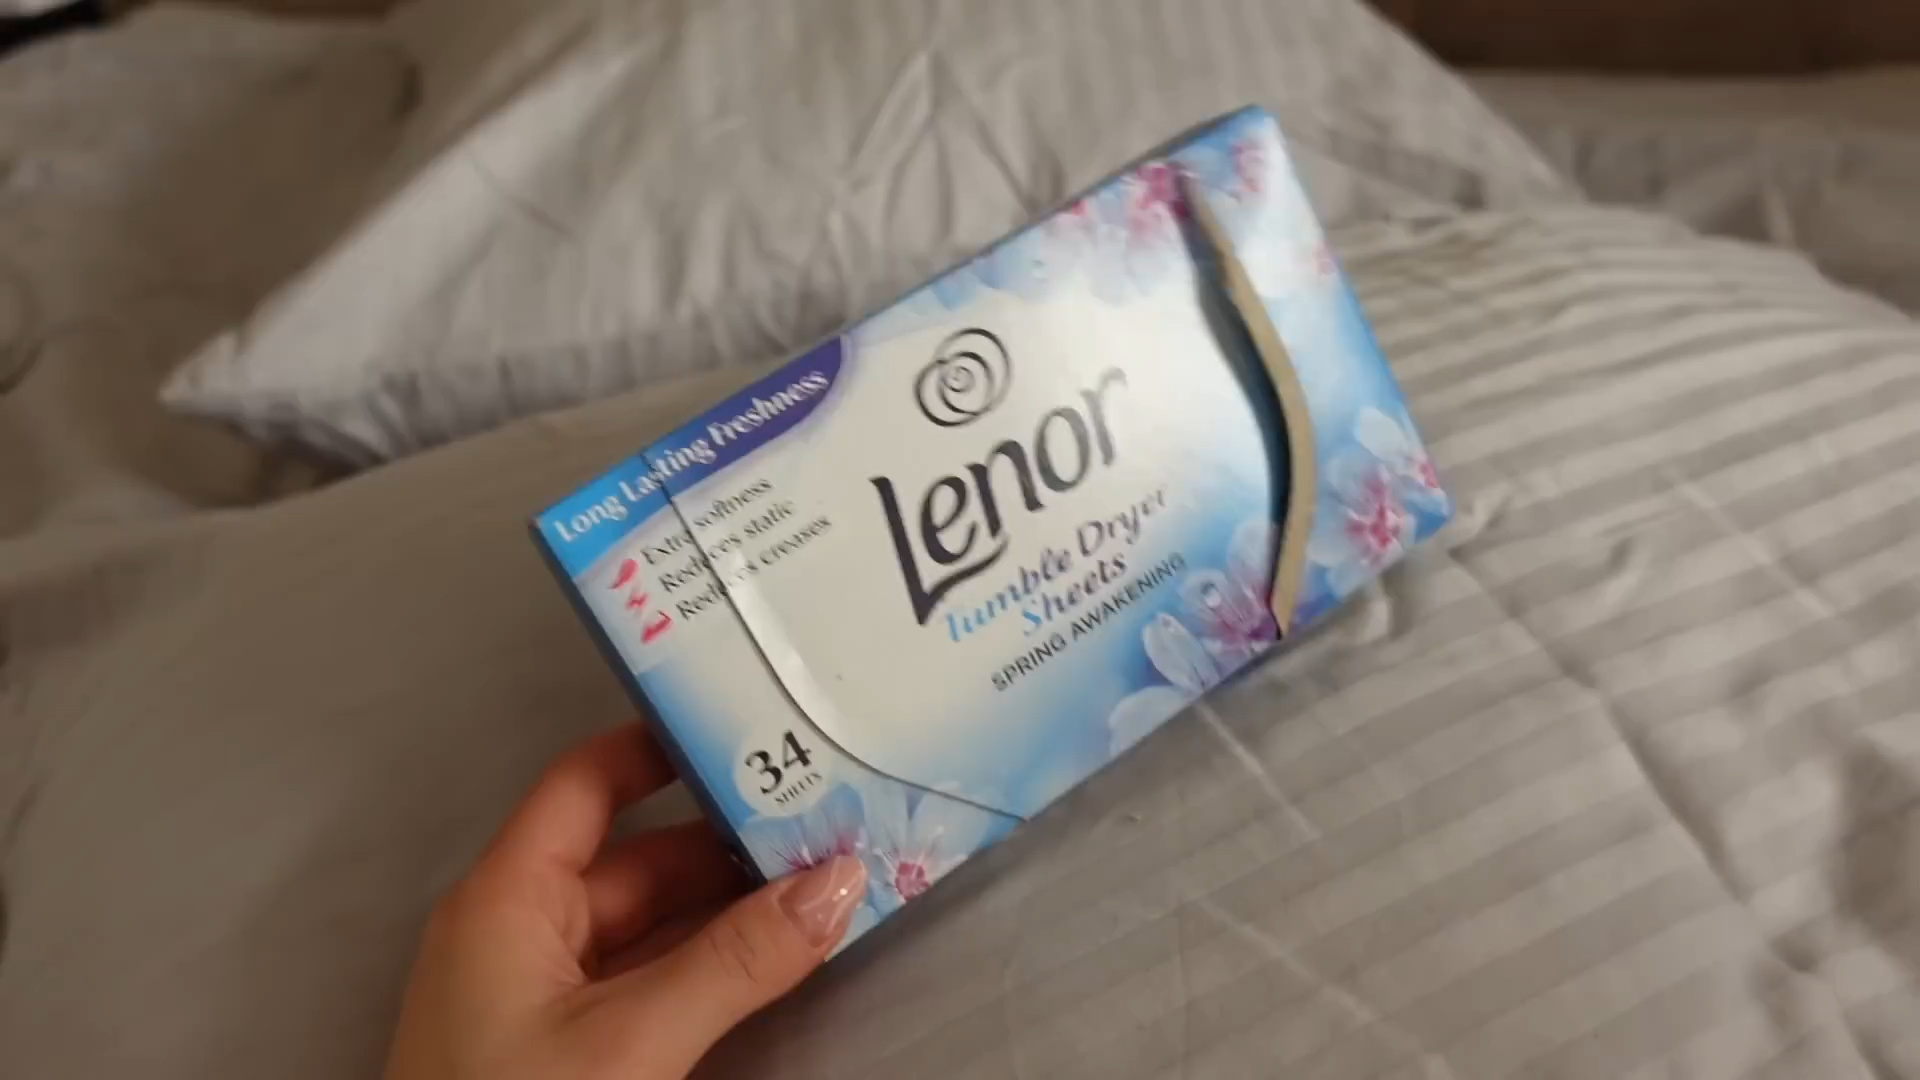 Long Lasting Freshness
Extra softness
Reduces static
Reduces creases
Lenor
Tumble Dryer
Sheets
SPRING AWAKENING
34
SHEETS